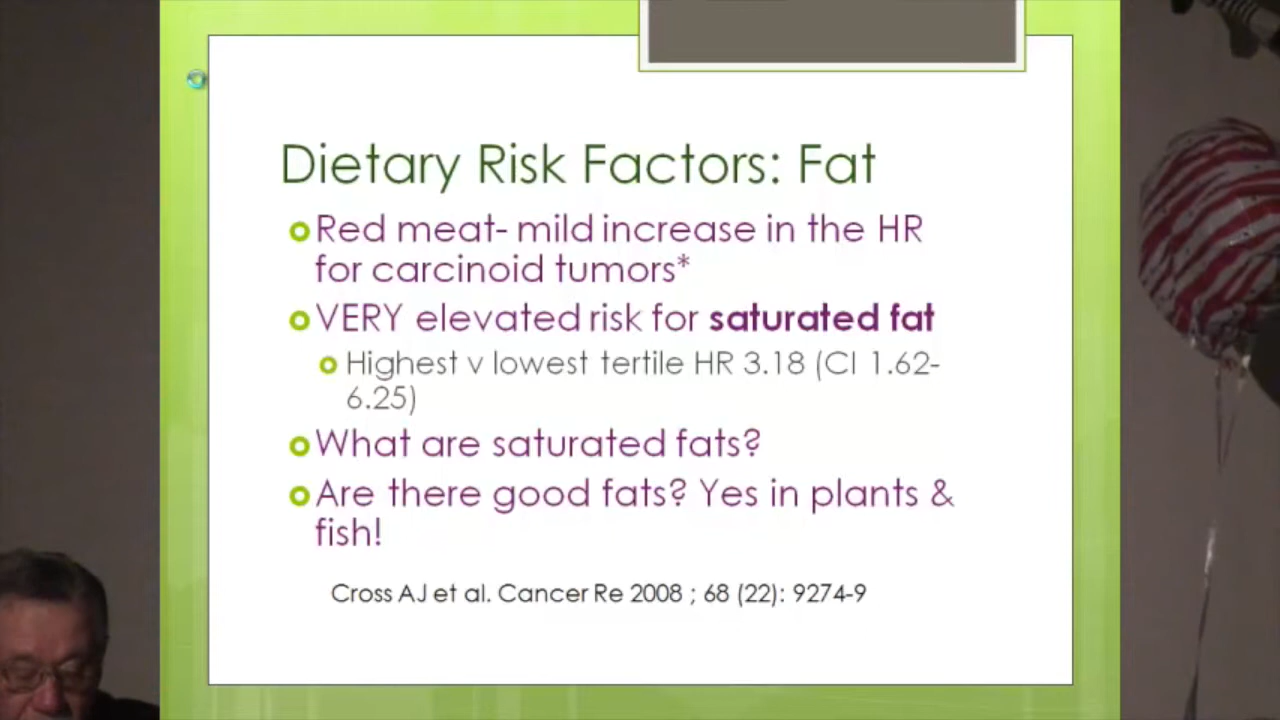 Dietary Risk Factors: Fat
Red meat- mild increase in the HR
for carcinoid tumors*
VERY elevated risk for saturated fat
Highest v lowest tertile HR 3.18 (CI 1.62-
6.25)
What are saturated fats?
Are there good fats? Yes in plants &
fish!
Cross AJ et al. Cancer Re 2008 ; 68 (22): 9274-9